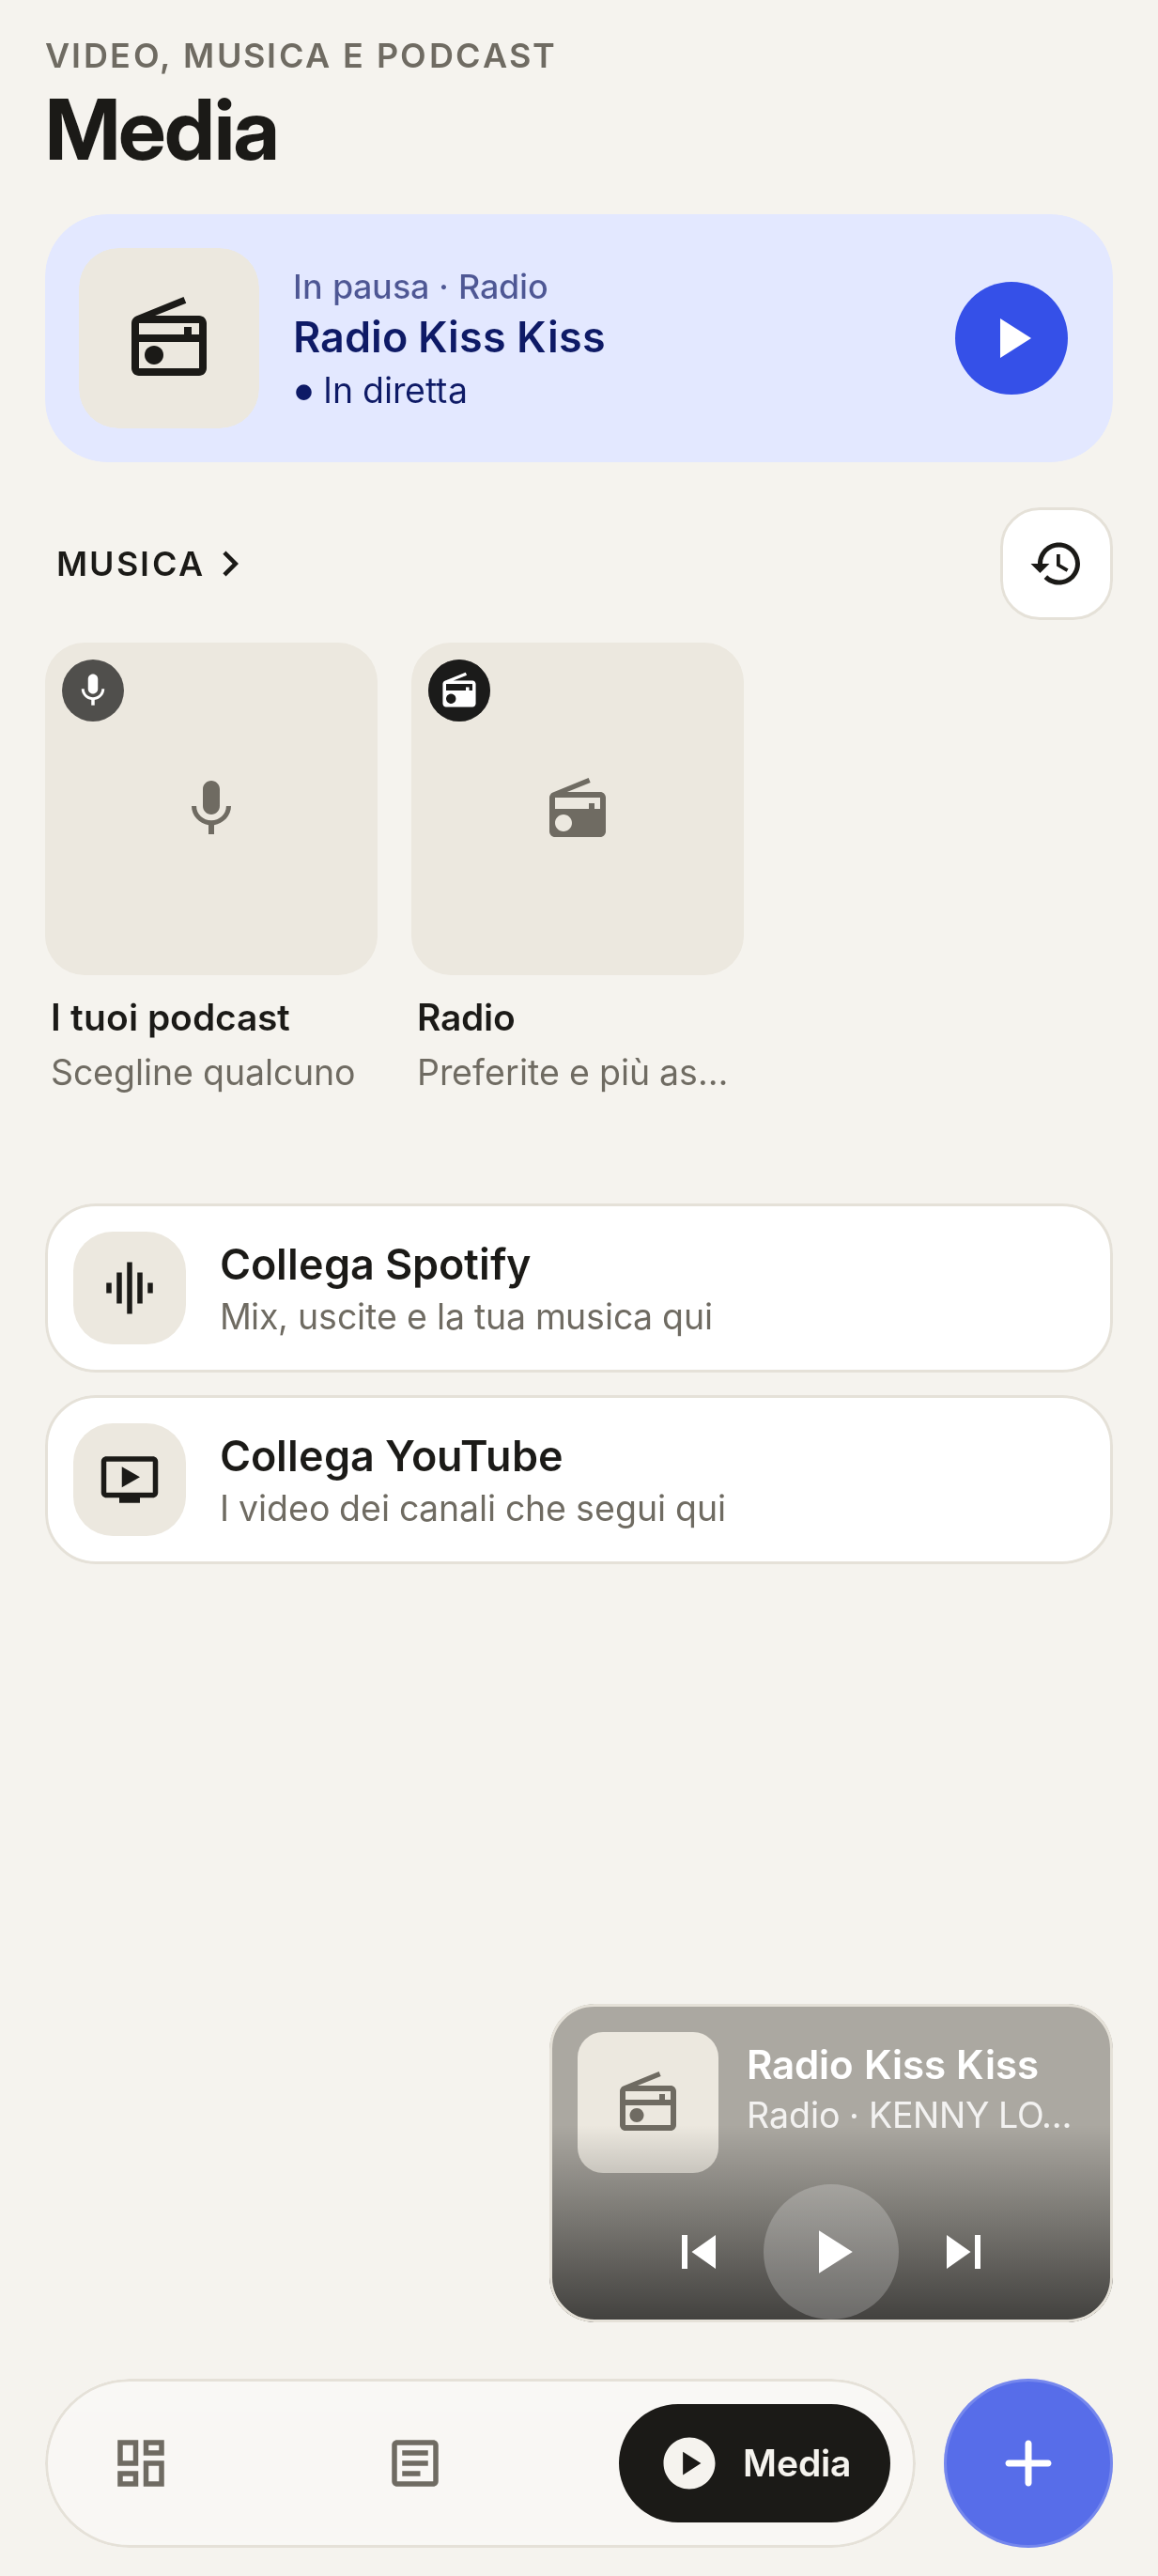 VIDEO, MUSICA E PODCAST
Media
In pausa · Radio
Radio Kiss Kiss
● In diretta
MUSICA
I tuoi podcast
Scegline qualcuno
Radio
Preferite e più as...
Collega Spotify
Mix, uscite e la tua musica qui
Collega YouTube
I video dei canali che segui qui
Radio Kiss Kiss
Radio · KENNY LO...
Media